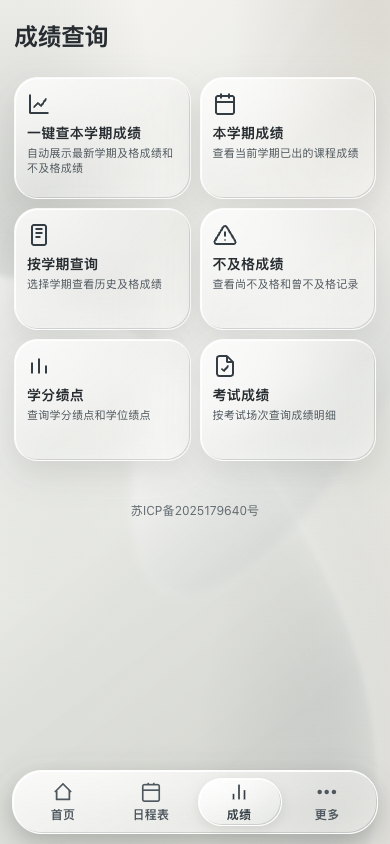 成绩查询
一键查本学期成绩
自动展示最新学期及格成绩和
不及格成绩
本学期成绩
查看当前学期已出的课程成绩
按学期查询
选择学期查看历史及格成绩
不及格成绩
查看尚不及格和曾不及格记录
学分绩点
查询学分绩点和学位绩点
考试成绩
按考试场次查询成绩明细
苏ICP备2025179640号
首页
日程表
成绩
更多